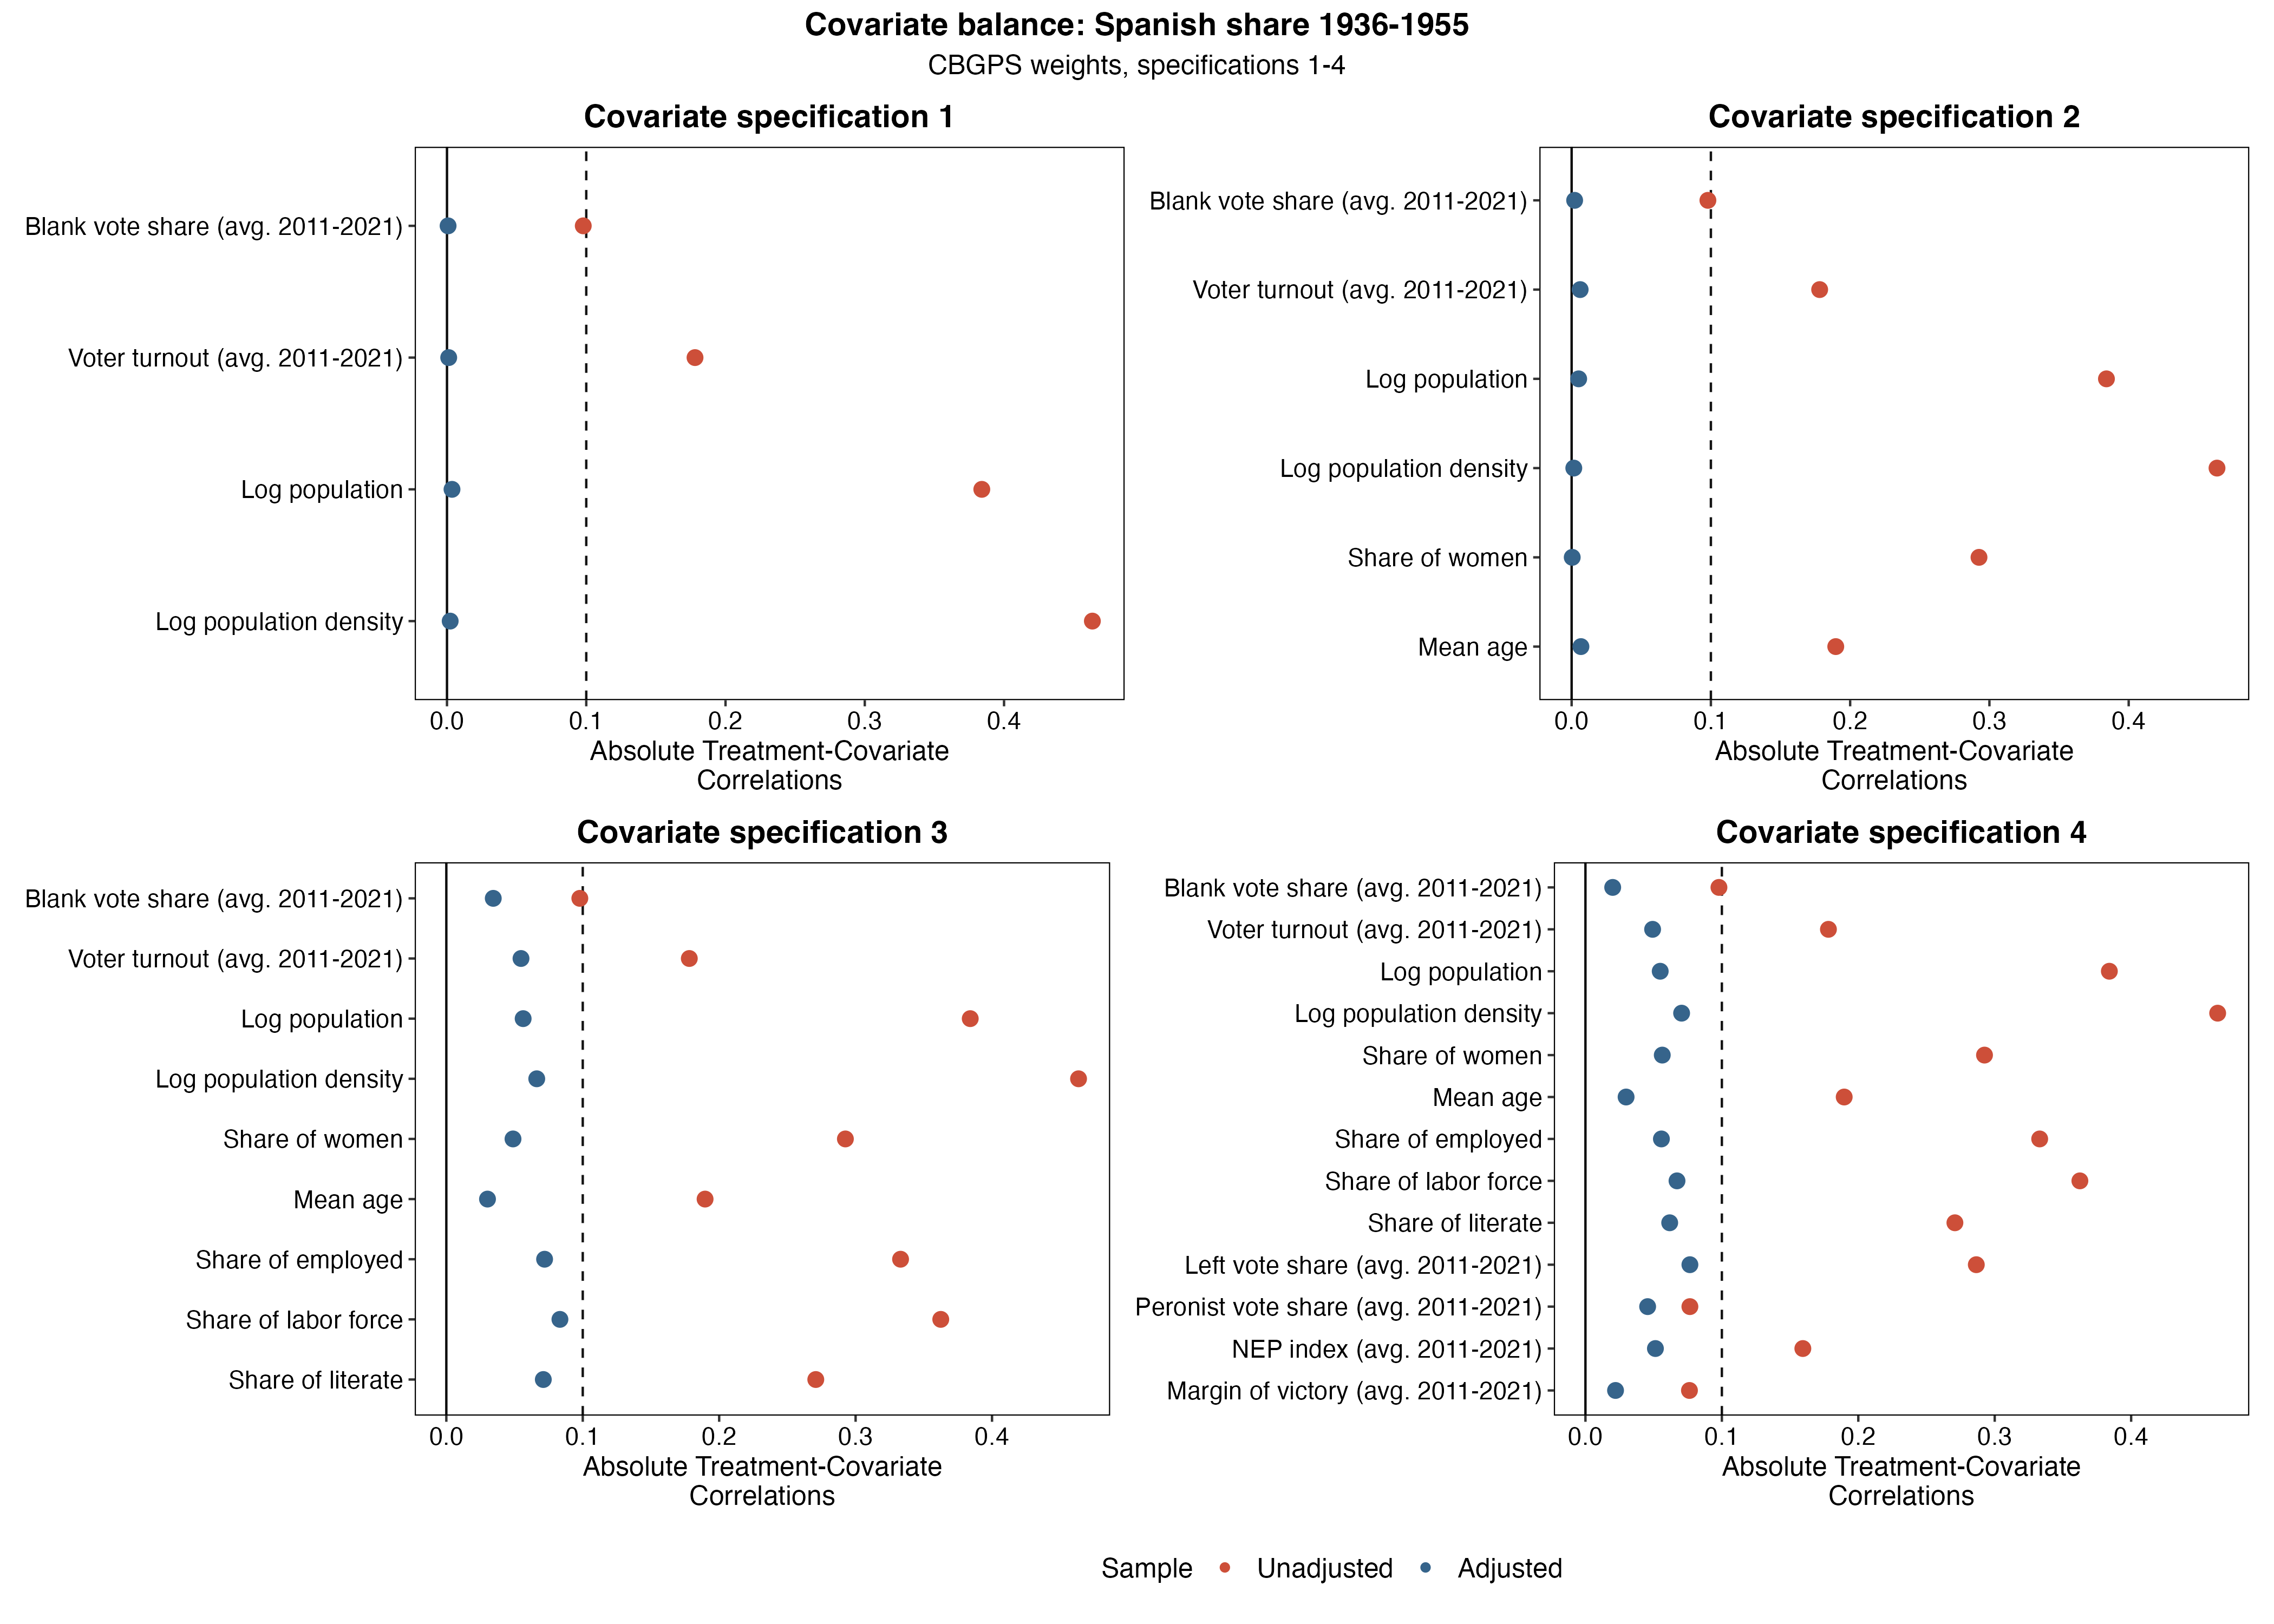 Covariate balance: Spanish share 1936-1955
CBGPS weights, specifications 1-4
Covariate specification 1
Blank vote share (avg. 2011-2021)
Voter turnout (avg. 2011-2021)
Log population
Log population density
0.0 0.1 0.2 0.3 0.4
Absolute Treatment-Covariate
Correlations
Covariate specification 2
Blank vote share (avg. 2011-2021)
Voter turnout (avg. 2011-2021)
Log population
Log population density
Share of women
Mean age
0.0 0.1 0.2 0.3 0.4
Absolute Treatment-Covariate
Correlations
Covariate specification 3
Blank vote share (avg. 2011-2021)
Voter turnout (avg. 2011-2021)
Log population
Log population density
Share of women
Mean age
Share of employed
Share of labor force
Share of literate
0.0 0.1 0.2 0.3 0.4
Absolute Treatment-Covariate
Correlations
Covariate specification 4
Blank vote share (avg. 2011-2021)
Voter turnout (avg. 2011-2021)
Log population
Log population density
Share of women
Mean age
Share of employed
Share of labor force
Share of literate
Left vote share (avg. 2011-2021)
Peronist vote share (avg. 2011-2021)
NEP index (avg. 2011-2021)
Margin of victory (avg. 2011-2021)
0.0 0.1 0.2 0.3 0.4
Absolute Treatment-Covariate
Correlations
Sample Unadjusted Adjusted